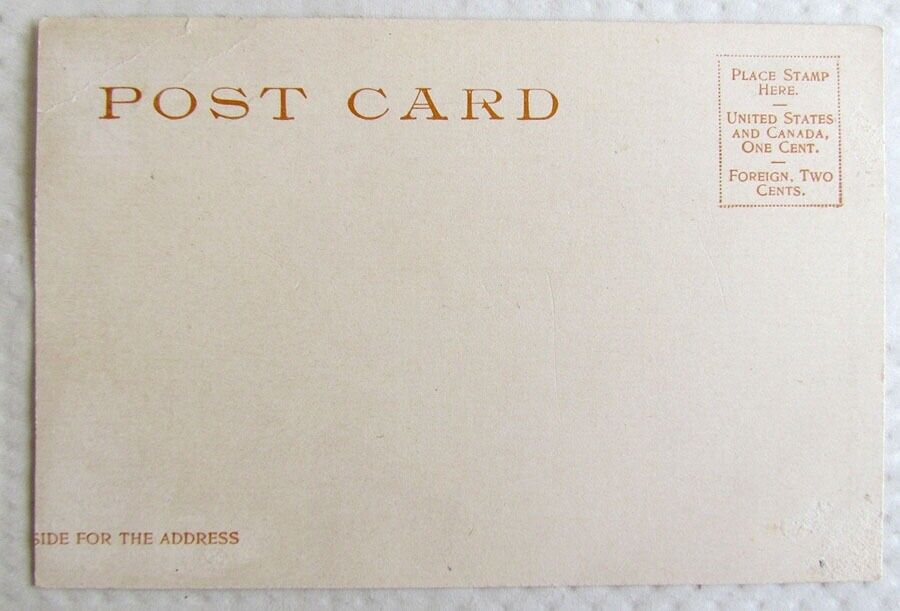 POST CARD
PLACE STAMP
HERE.
UNITED STATES
AND CANADA,
ONE CENT.
FOREIGN, TWO
CENTS.
SIDE FOR THE ADDRESS